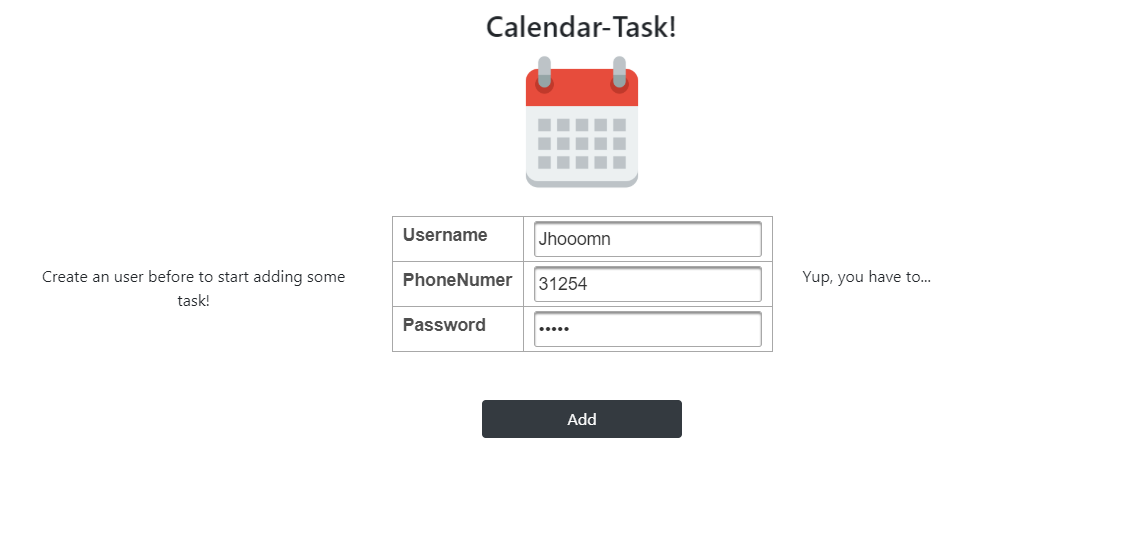 Calendar-Task!
Create an user before to start adding some
task!
Username
Jhooomn
PhoneNumer
31254
Password
•••••
Yup, you have to...
Add